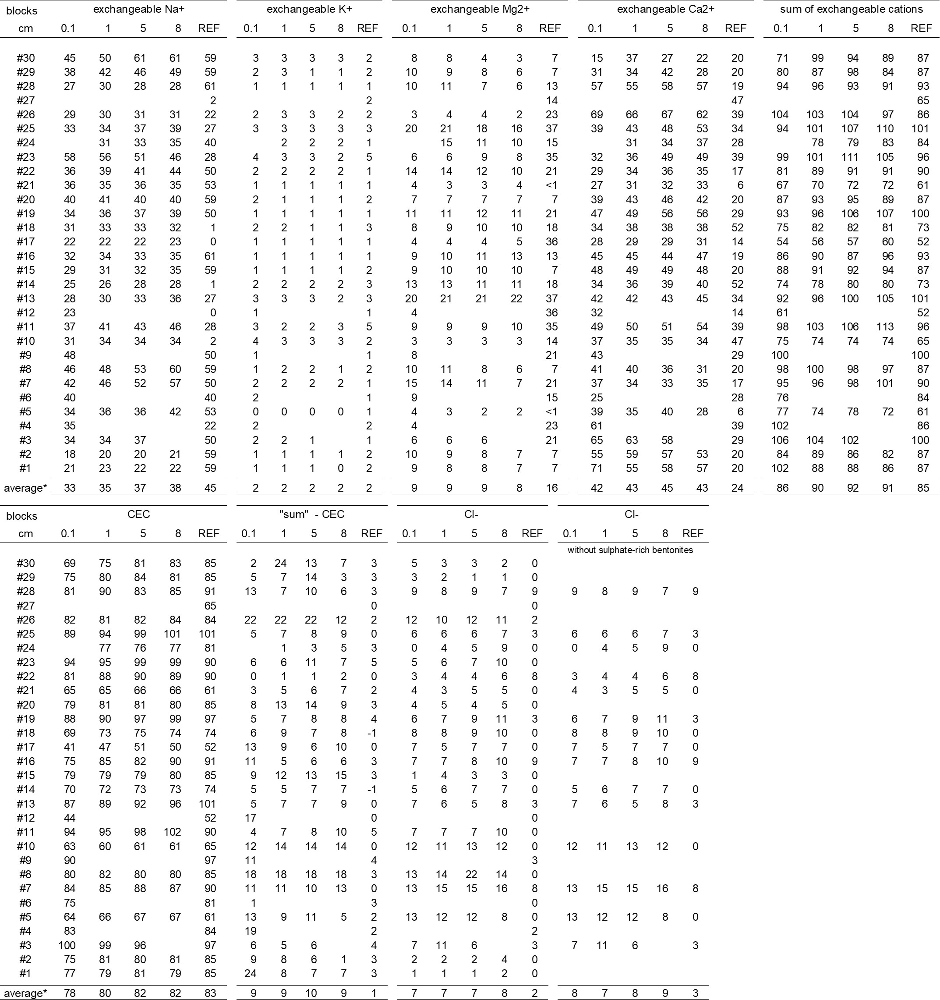 blocks exchangeable Na+ exchangeable K+ exchangeable Mg2+ exchangeable Ca2+ sum of exchangeable cations
cm 0.1 1 5 8 REF 0.1 1 5 8 REF 0.1 1 5 8 REF 0.1 1 5 8 REF 0.1 1 5 8 REF
#30 45 50 61 61 59 3 3 3 3 2 8 8 4 3 7 15 37 27 22 20 71 99 94 89 87
#29 38 42 46 49 59 2 3 1 1 2 10 9 8 6 7 31 34 42 28 20 80 87 98 84 87
#28 27 30 28 28 61 1 1 1 1 1 10 11 7 6 13 57 55 58 57 19 94 96 93 91 93
#27 2 2 14 47 65
#26 29 30 31 31 22 2 3 3 2 2 3 4 4 2 23 69 66 67 62 39 104 103 104 97 86
#25 33 34 37 39 27 3 3 3 3 3 20 21 18 16 37 39 43 48 53 34 94 101 107 110 101
#24 31 33 35 40 2 2 2 1 15 11 10 15 31 34 37 28 78 79 83 84
#23 58 56 51 46 28 4 3 3 2 5 6 6 9 8 35 32 36 49 49 39 99 101 111 105 96
#22 36 39 41 44 50 2 2 2 2 1 14 14 12 10 21 29 34 36 35 17 81 89 91 91 90
#21 36 35 36 35 53 1 1 1 1 1 4 3 3 4 <1 27 31 32 33 6 67 70 72 72 61
#20 40 41 40 40 59 2 1 1 1 2 7 7 7 7 7 39 43 46 42 20 87 93 95 89 87
#19 34 36 37 39 50 1 1 1 1 1 11 11 12 11 21 47 49 56 56 29 93 96 106 107 100
#18 31 33 33 32 1 2 2 1 1 3 8 9 10 10 18 34 38 38 38 52 75 82 82 81 73
#17 22 22 22 23 0 1 1 1 1 1 4 4 4 5 36 28 29 29 31 14 54 56 57 60 52
#16 32 34 33 35 61 1 1 1 1 1 9 10 11 13 13 45 45 44 47 19 86 90 87 96 93
#15 29 31 32 35 59 1 1 1 1 2 9 10 10 10 7 48 49 49 48 20 88 91 92 94 87
#14 25 26 28 28 1 2 2 2 2 3 13 13 11 11 18 34 36 39 40 52 74 78 80 80 73
#13 28 30 33 36 27 3 3 3 2 3 20 21 21 22 37 42 42 43 45 34 92 96 100 105 101
#12 23 0 1 1 4 36 32 14 61 52
#11 37 41 43 46 28 3 2 2 3 5 9 9 9 10 35 49 50 51 54 39 98 103 106 113 96
#10 31 34 34 34 2 4 3 3 3 2 3 3 3 3 14 37 35 35 34 47 75 74 74 74 65
#9 48 50 1 1 8 21 43 29 100 100
#8 46 48 53 60 59 1 2 2 1 2 10 11 8 6 7 41 40 36 31 20 98 100 98 97 87
#7 42 46 52 57 50 2 2 2 2 1 15 14 11 7 21 37 34 33 35 17 95 96 98 101 90
#6 40 40 2 1 9 15 25 28 76 84
#5 34 36 36 42 53 0 0 0 0 1 4 3 2 2 <1 39 35 40 28 6 77 74 78 72 61
#4 35 22 2 2 4 23 61 39 102 86
#3 34 34 37 50 2 2 1 1 6 6 6 21 65 63 58 29 106 104 102 100
#2 18 20 20 21 59 1 1 1 1 2 10 9 8 7 7 55 59 57 53 20 84 89 86 82 87
#1 21 23 22 22 59 1 1 1 0 2 9 8 8 7 7 71 55 58 57 20 102 88 88 86 87
average* 33 35 37 38 45 2 2 2 2 2 9 9 9 8 16 42 43 45 43 24 86 90 92 91 85
blocks CEC "sum" - CEC Cl- Cl-
cm 0.1 1 5 8 REF 0.1 1 5 8 REF 0.1 1 5 8 REF 0.1 1 5 8 REF
without sulphate-rich bentonites
#30 69 75 81 83 85 2 24 13 7 3 5 3 3 2 0
#29 75 80 84 81 85 5 7 14 3 3 3 2 1 1 0
#28 81 90 83 85 91 13 7 10 6 3 9 8 9 7 9 9 8 9 7 9
#27 65 0 0
#26 82 81 82 84 84 22 22 22 12 2 12 10 12 11 2
#25 89 94 99 101 101 5 7 8 9 0 6 6 6 7 3 6 6 6 7 3
#24 77 76 77 81 1 3 5 3 0 4 5 9 0 0 4 5 9 0
#23 94 95 99 99 90 6 6 11 7 5 5 6 7 10 0
#22 81 88 90 89 90 0 1 1 2 0 3 4 4 6 8 3 4 4 6 8
#21 65 65 66 66 61 3 5 6 7 2 4 3 5 5 0 4 3 5 5 0
#20 79 81 81 80 85 8 13 14 9 3 4 5 4 5 0
#19 88 90 97 99 97 5 7 8 8 4 6 7 9 11 3 6 7 9 11 3
#18 69 73 75 74 74 6 9 7 8 -1 8 8 9 10 0 8 8 9 10 0
#17 41 47 51 50 52 13 9 6 10 0 7 5 7 7 0 7 5 7 7 0
#16 75 85 82 90 91 11 5 6 6 3 7 7 8 10 9 7 7 8 10 9
#15 79 79 79 80 85 9 12 13 15 3 1 4 3 3 0
#14 70 72 73 73 74 5 5 7 7 -1 5 6 7 7 0 5 6 7 7 0
#13 87 89 92 96 101 5 7 7 9 0 7 6 5 8 3 7 6 5 8 3
#12 44 52 17 0 0
#11 94 95 98 102 90 4 7 8 10 5 7 7 7 10 0
#10 63 60 61 61 65 12 14 14 14 0 12 11 13 12 0 12 11 13 12 0
#9 90 97 11 4 3
#8 80 82 80 80 85 18 18 18 18 3 13 14 22 14 0
#7 84 85 88 87 90 11 11 10 13 0 13 15 15 16 8 13 15 15 16 8
#6 75 81 1 3 0
#5 64 66 67 67 61 13 9 11 5 2 13 12 12 8 0 13 12 12 8 0
#4 83 84 19 2 2
#3 100 99 96 97 6 5 6 4 7 11 6 3 7 11 6 3
#2 75 81 80 81 85 9 8 6 1 3 2 2 2 4 0
#1 77 79 81 79 85 24 8 7 7 3 1 1 1 2 0
average* 78 80 82 82 83 9 9 10 9 1 7 7 7 8 2 8 7 8 9 3